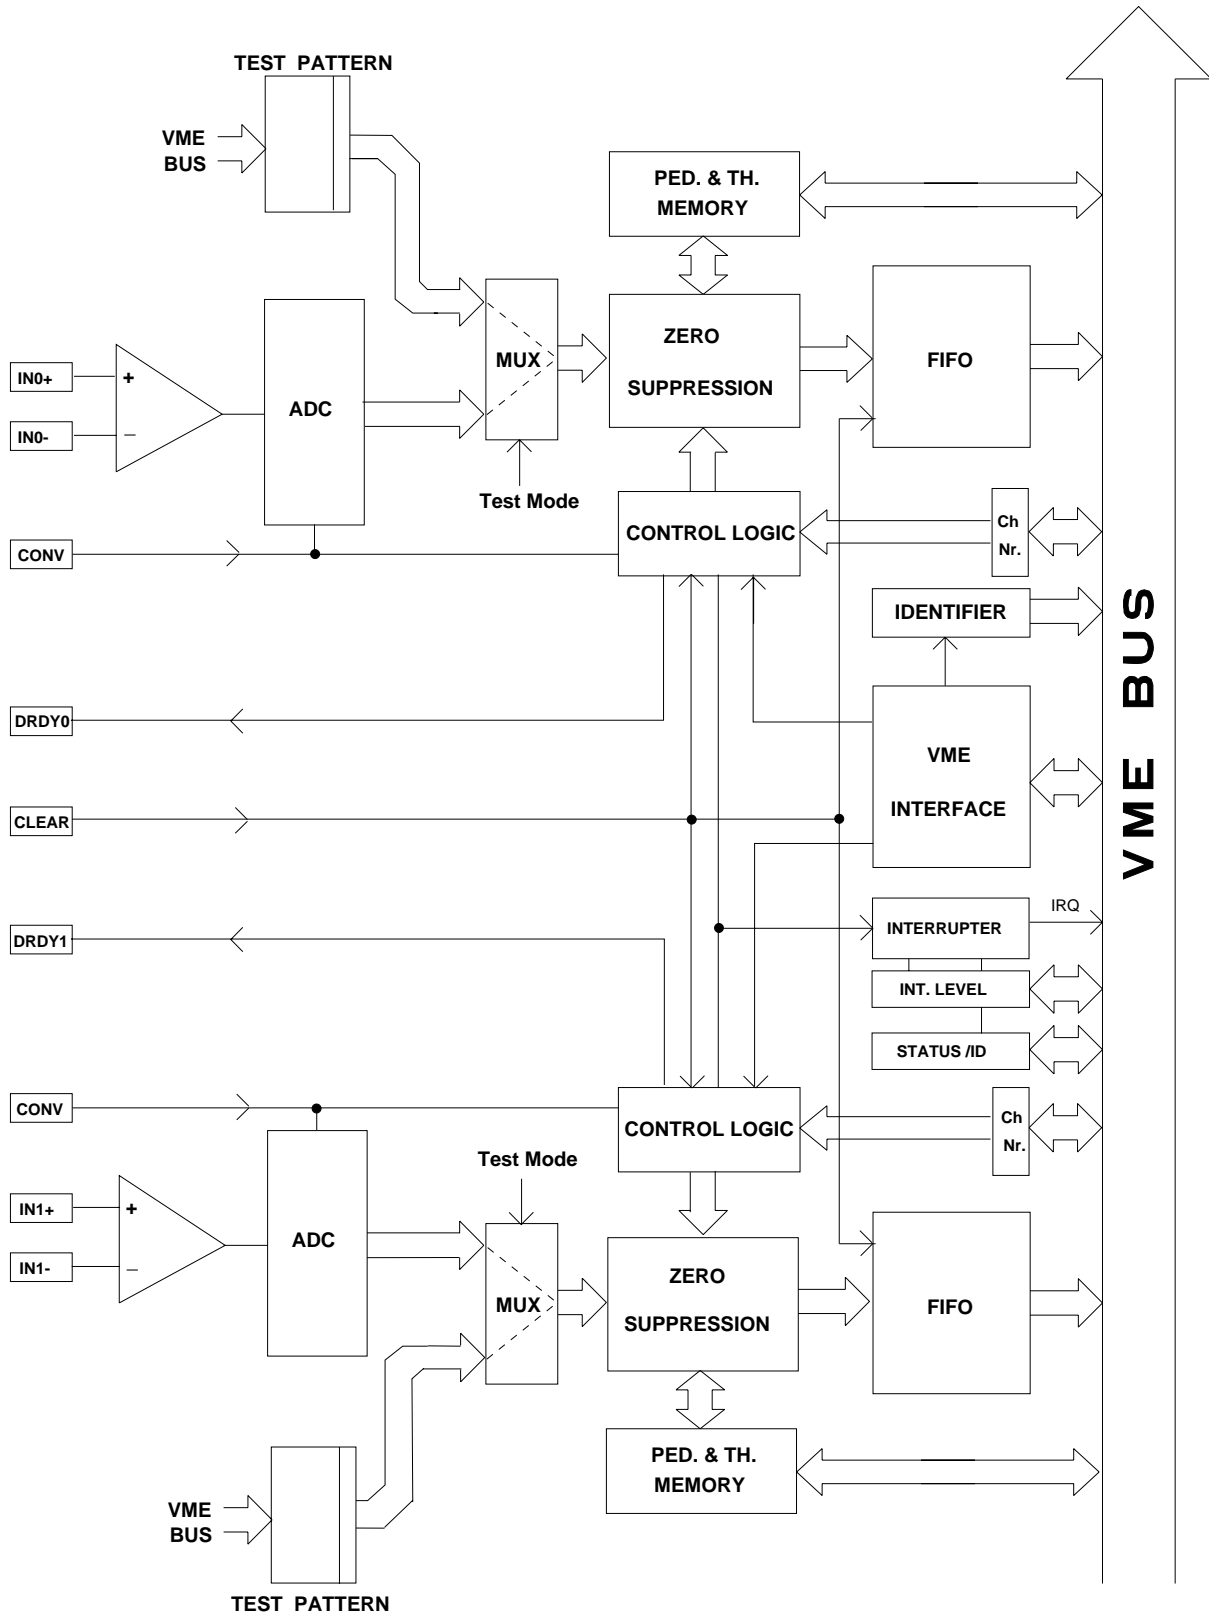 TEST PATTERN
VME
BUS
PED. & TH.
MEMORY
ZERO
SUPPRESSION
FIFO
MUX
IN0+
+
ADC
IN0-
–
Test Mode
CONTROL LOGIC
Ch
Nr.
CONV
IDENTIFIER
DRDY0
VME
INTERFACE
CLEAR
VME BUS
IRQ
INTERRUPTER
DRDY1
INT. LEVEL
STATUS /ID
CONV
CONTROL LOGIC
Ch
Nr.
Test Mode
IN1+
+
ADC
IN1-
–
MUX
ZERO
SUPPRESSION
FIFO
PED. & TH.
MEMORY
VME
BUS
TEST PATTERN